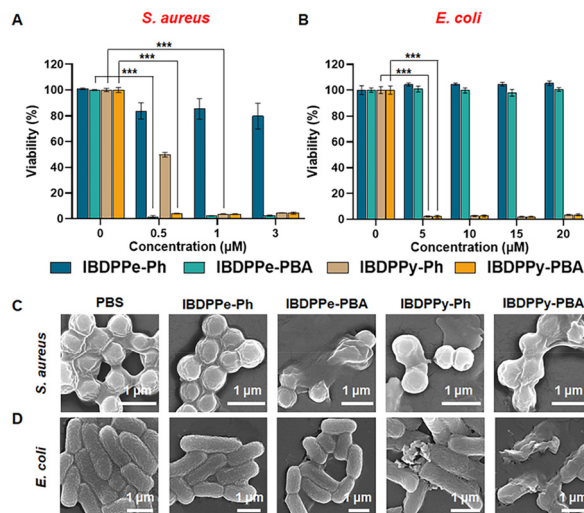 A
S. aureus
***
***
***
Viability (%)
120
100
80
60
40
20
0
0
0.5
1
3
Concentration (µM)
B
E. coli
***
***
Viability (%)
120
100
80
60
40
20
0
0
5
10
15
20
Concentration (µM)
IBDPPe-Ph IBDPPe-PBA IBDPPy-Ph IBDPPy-PBA
C
PBS IBDPPe-Ph IBDPPe-PBA IBDPPy-Ph IBDPPy-PBA
S. aureus
1 µm 1 µm 1 µm 1 µm 1 µm
D
E. coli
1 µm 1 µm 1 µm 1 µm 1 µm